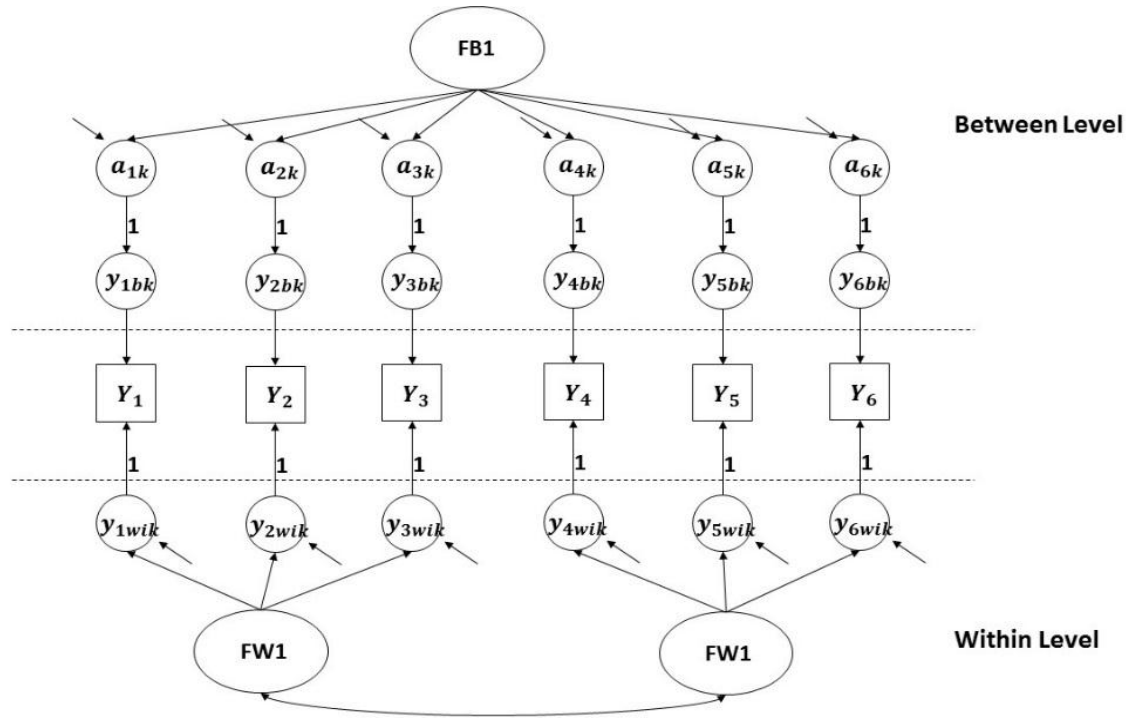 FB1
Between Level
a₁ₖ a₂ₖ a₃ₖ a₄ₖ a₅ₖ a₆ₖ
1 1 1 1 1 1
y₁bₖ y₂bₖ y₃bₖ y₄bₖ y₅bₖ y₆bₖ
Y₁ Y₂ Y₃ Y₄ Y₅ Y₆
1 1 1 1 1 1
y₁wik y₂wik y₃wik y₄wik y₅wik y₆wik
FW1 FW1
Within Level